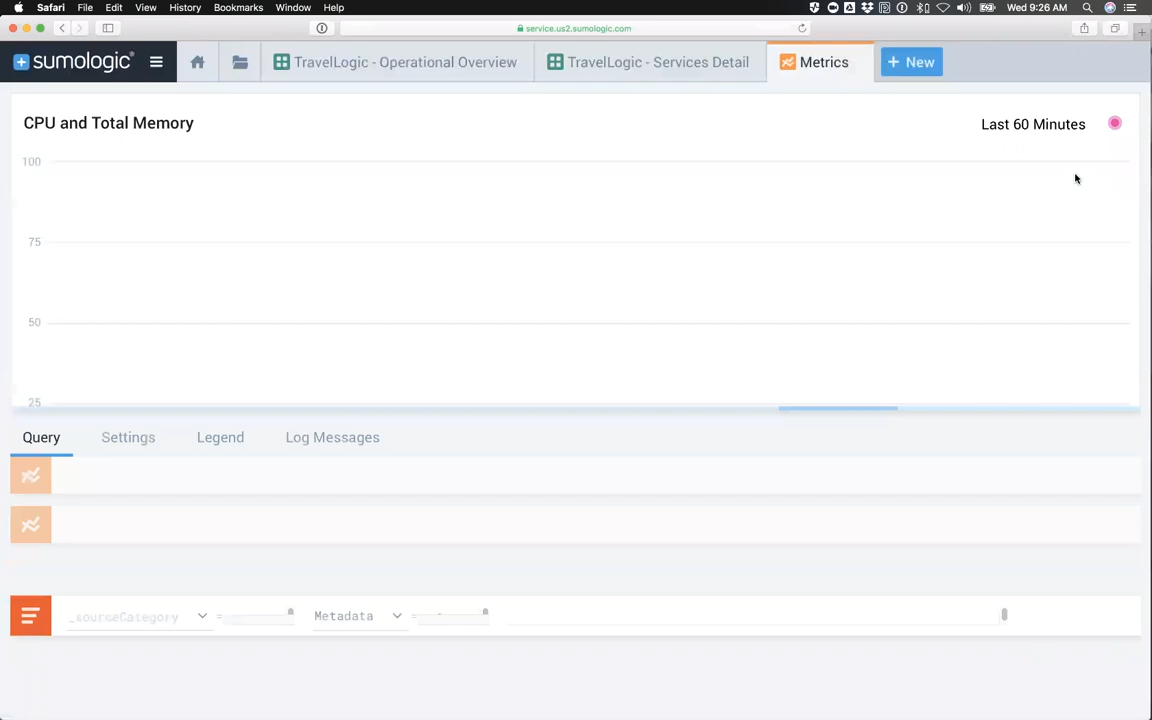 Safari File Edit View History Bookmarks Window Help Wed 9:26 AM
service.us2.sumologic.com
sumologic TravelLogic - Operational Overview TravelLogic - Services Detail Metrics + New
CPU and Total Memory Last 60 Minutes
100
75
50
25
Query Settings Legend Log Messages
_sourceCategory = Metadata =